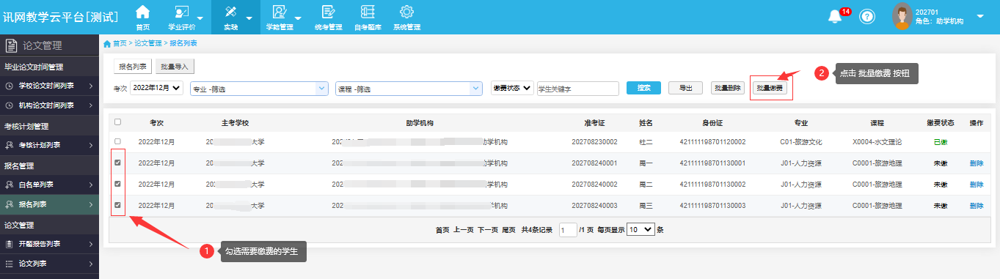 讯网教学云平台[测试]
首页
学业评价
实践
学籍管理
统考管理
自考题库
系统管理
14
202701
角色：助学机构
论文管理
毕业论文时间管理
学校论文时间列表
机构论文时间列表
考核计划管理
考核计划列表
报名管理
白名单列表
报名列表
论文管理
开题报告列表
论文列表
首页 > 论文管理 > 报名列表
报名列表 批量导入
考次 2022年12月 专业 -筛选 课程 -筛选 缴费状态 学生关键字 搜索 导出 批量删除 批量缴费
2 点击 批量缴费 按钮
考次 主考学校 助学机构 准考证 姓名 身份证 专业 课程 缴费状态 操作
2022年12月 20 大学 202 助学机构 202708230002 杜二 421111198701120002 C01-旅游文化 X0004-水文理论 已缴
2022年12月 20 大学 202 助学机构 202708240001 周一 421111198701130001 J01-人力资源 C0001-旅游地理 未缴 删除
2022年12月 20 大学 202 助学机构 202708240002 周二 421111198701130002 J01-人力资源 C0001-旅游地理 未缴 删除
2022年12月 20 大学 202 助学机构 202708240003 周三 421111198701130003 J01-人力资源 C0001-旅游地理 未缴 删除
首页 上一页 下一页 尾页 共4条记录 1 /1 页 每页显示 10 条
1 勾选需要缴费的学生